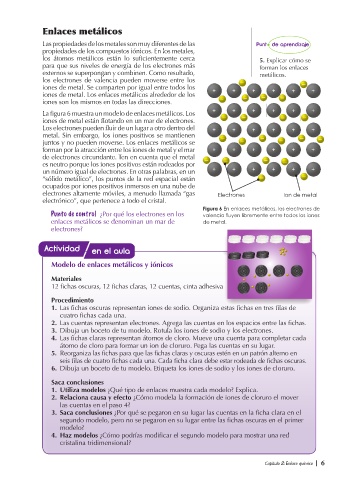 Enlaces metálicos
Las propiedades de los metales son muy diferentes de las
propiedades de los compuestos iónicos. En los metales,
los átomos metálicos están lo suficientemente cerca
para que sus niveles de energía de los electrones más
externos se superpongan y combinen. Como resultado,
los electrones de valencia pueden moverse entre los
iones de metal. Se comparten por igual entre todos los
iones de metal. Los enlaces metálicos alrededor de los
iones son los mismos en todas las direcciones.
La figura 6 muestra un modelo de enlaces metálicos. Los
iones de metal están flotando en un mar de electrones.
Los electrones pueden fluir de un lugar a otro dentro del
metal. Sin embargo, los iones positivos se mantienen
juntos y no pueden moverse. Los enlaces metálicos se
forman por la atracción entre los iones de metal y el mar
de electrones circundante. Ten en cuenta que el metal
es neutro porque los iones positivos están rodeados por
un número igual de electrones. En otras palabras, en un
“sólido metálico”, los puntos de la red espacial están
ocupados por iones positivos inmersos en una nube de
electrones altamente móviles, a menudo llamada “gas
electrónico”, que pertenece a todo el cristal.
Punto de control ¿Por qué los electrones en los
enlaces metálicos se denominan un mar de
electrones?
Punto de aprendizaje
5. Explicar cómo se
forman los enlaces
metálicos.
Electrones
Ion de metal
Figura 6 En enlaces metálicos, los electrones de
valencia fluyen libremente entre todos los iones
de metal.
Actividad en el aula
Modelo de enlaces metálicos y iónicos
Materiales
12 fichas oscuras, 12 fichas claras, 12 cuentas, cinta adhesiva
Procedimiento
1. Las fichas oscuras representan iones de sodio. Organiza estas fichas en tres filas de
cuatro fichas cada una.
2. Las cuentas representan electrones. Agrega las cuentas en los espacios entre las fichas.
3. Dibuja un boceto de tu modelo. Rotula los iones de sodio y los electrones.
4. Las fichas claras representan átomos de cloro. Mueve una cuenta para completar cada
átomo de cloro para formar un ion de cloruro. Pega las cuentas en su lugar.
5. Reorganiza las fichas para que las fichas claras y oscuras estén en un patrón alterno en
seis filas de cuatro fichas cada una. Cada ficha clara debe estar rodeada de fichas oscuras.
6. Dibuja un boceto de tu modelo. Etiqueta los iones de sodio y los iones de cloruro.
Saca conclusiones
1. Utiliza modelos ¿Qué tipo de enlaces muestra cada modelo? Explica.
2. Relaciona causa y efecto ¿Cómo modela la formación de iones de cloruro el mover
las cuentas en el paso 4?
3. Saca conclusiones ¿Por qué se pegaron en su lugar las cuentas en la ficha clara en el
segundo modelo, pero no se pegaron en su lugar entre las fichas oscuras en el primer
modelo?
4. Haz modelos ¿Cómo podrías modificar el segundo modelo para mostrar una red
cristalina tridimensional?
Capítulo 2: Enlace químico | 6